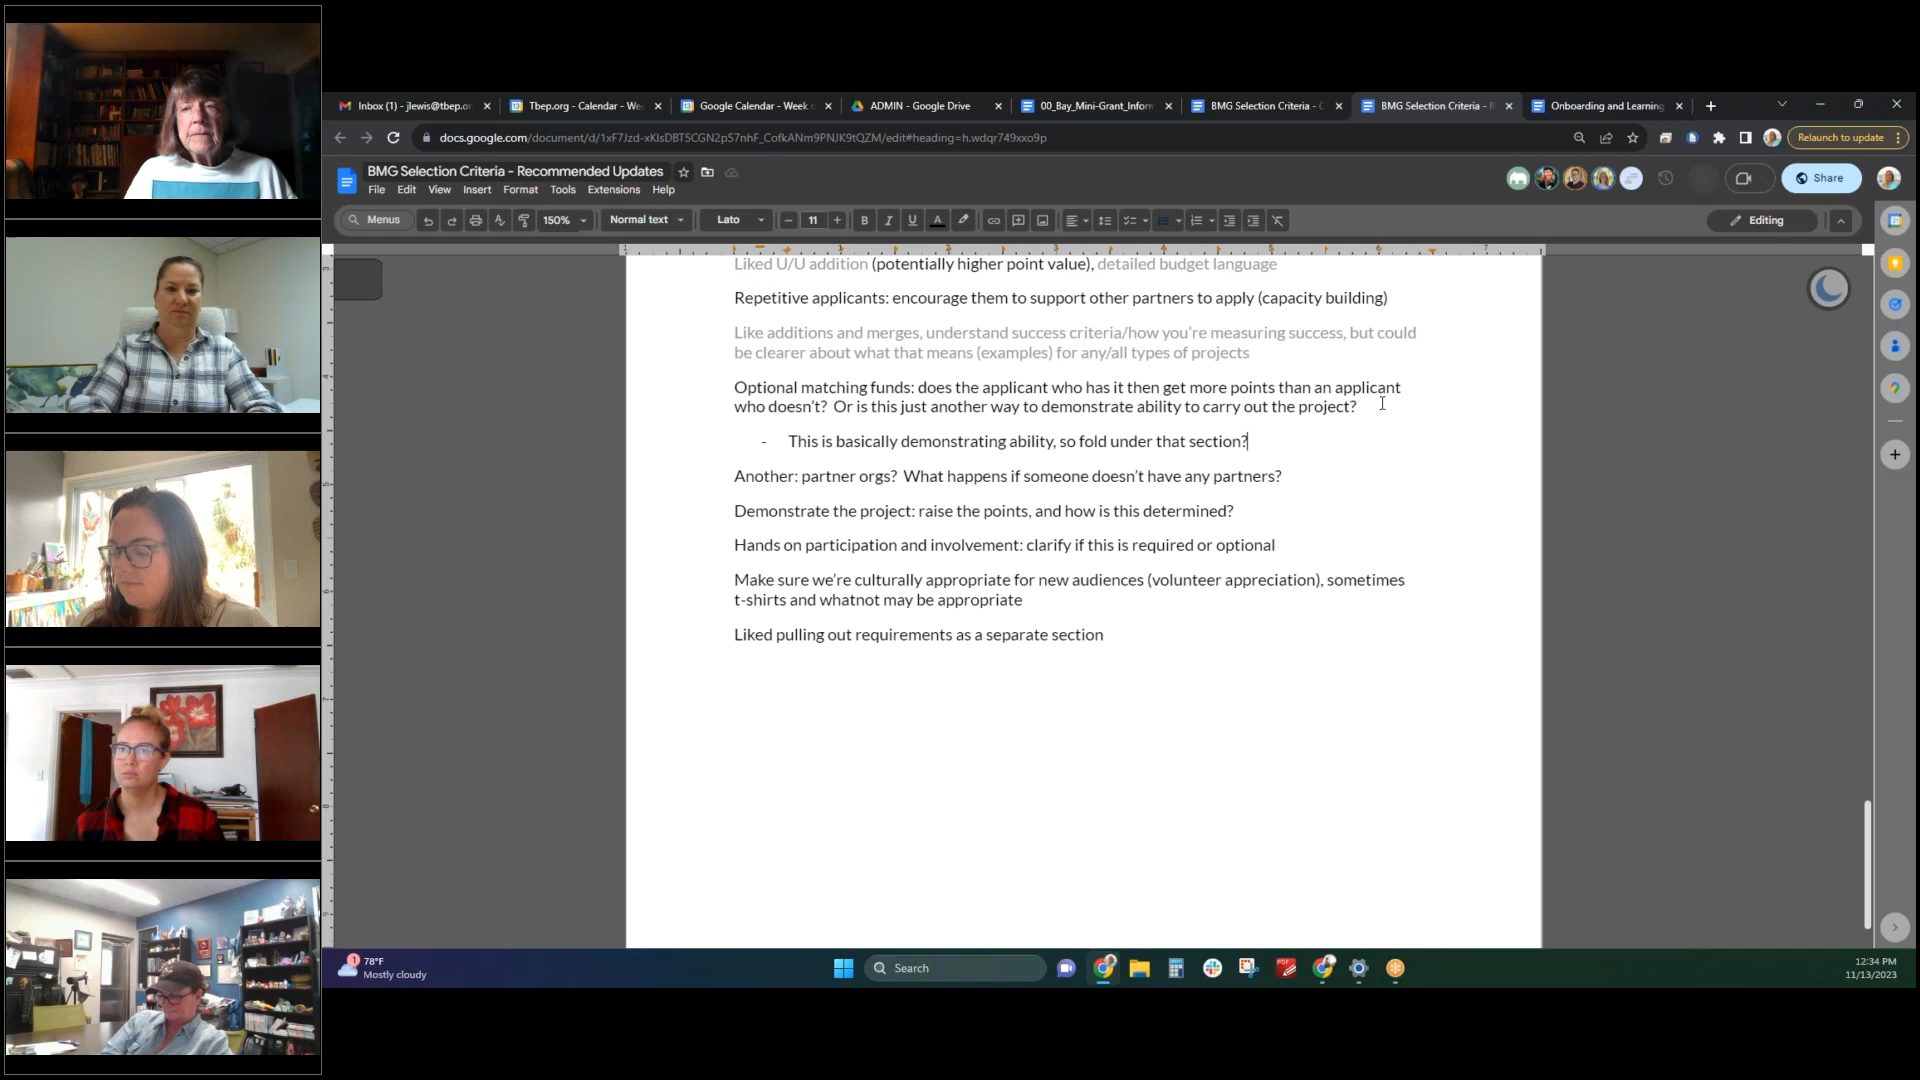 Inbox (1) - jlewis@tbep.or
Tbep.org - Calendar - We
Google Calendar - Week
ADMIN - Google Drive
00_Bay_Mini-Grant_Inform
BMG Selection Criteria -
BMG Selection Criteria - R
Onboarding and Learning
docs.google.com/document/d/1xF7Jzd-xKlsDBT5CGN2p57nhF_CofkANm9PNJK9tQZM/edit#heading=h.wdqr749xxo9p
Relaunch to update
BMG Selection Criteria - Recommended Updates
File Edit View Insert Format Tools Extensions Help
Share
Menus
150%
Normal text
Lato
11
Editing
Liked U/U addition (potentially higher point value), detailed budget language
Repetitive applicants: encourage them to support other partners to apply (capacity building)
Like additions and merges, understand success criteria/how you're measuring success, but could
be clearer about what that means (examples) for any/all types of projects
Optional matching funds: does the applicant who has it then get more points than an applicant
who doesn't? Or is this just another way to demonstrate ability to carry out the project?
- This is basically demonstrating ability, so fold under that section?
Another: partner orgs? What happens if someone doesn't have any partners?
Demonstrate the project: raise the points, and how is this determined?
Hands on participation and involvement: clarify if this is required or optional
Make sure we're culturally appropriate for new audiences (volunteer appreciation), sometimes
t-shirts and whatnot may be appropriate
Liked pulling out requirements as a separate section
1
78°F
Mostly cloudy
Search
12:34 PM
11/13/2023